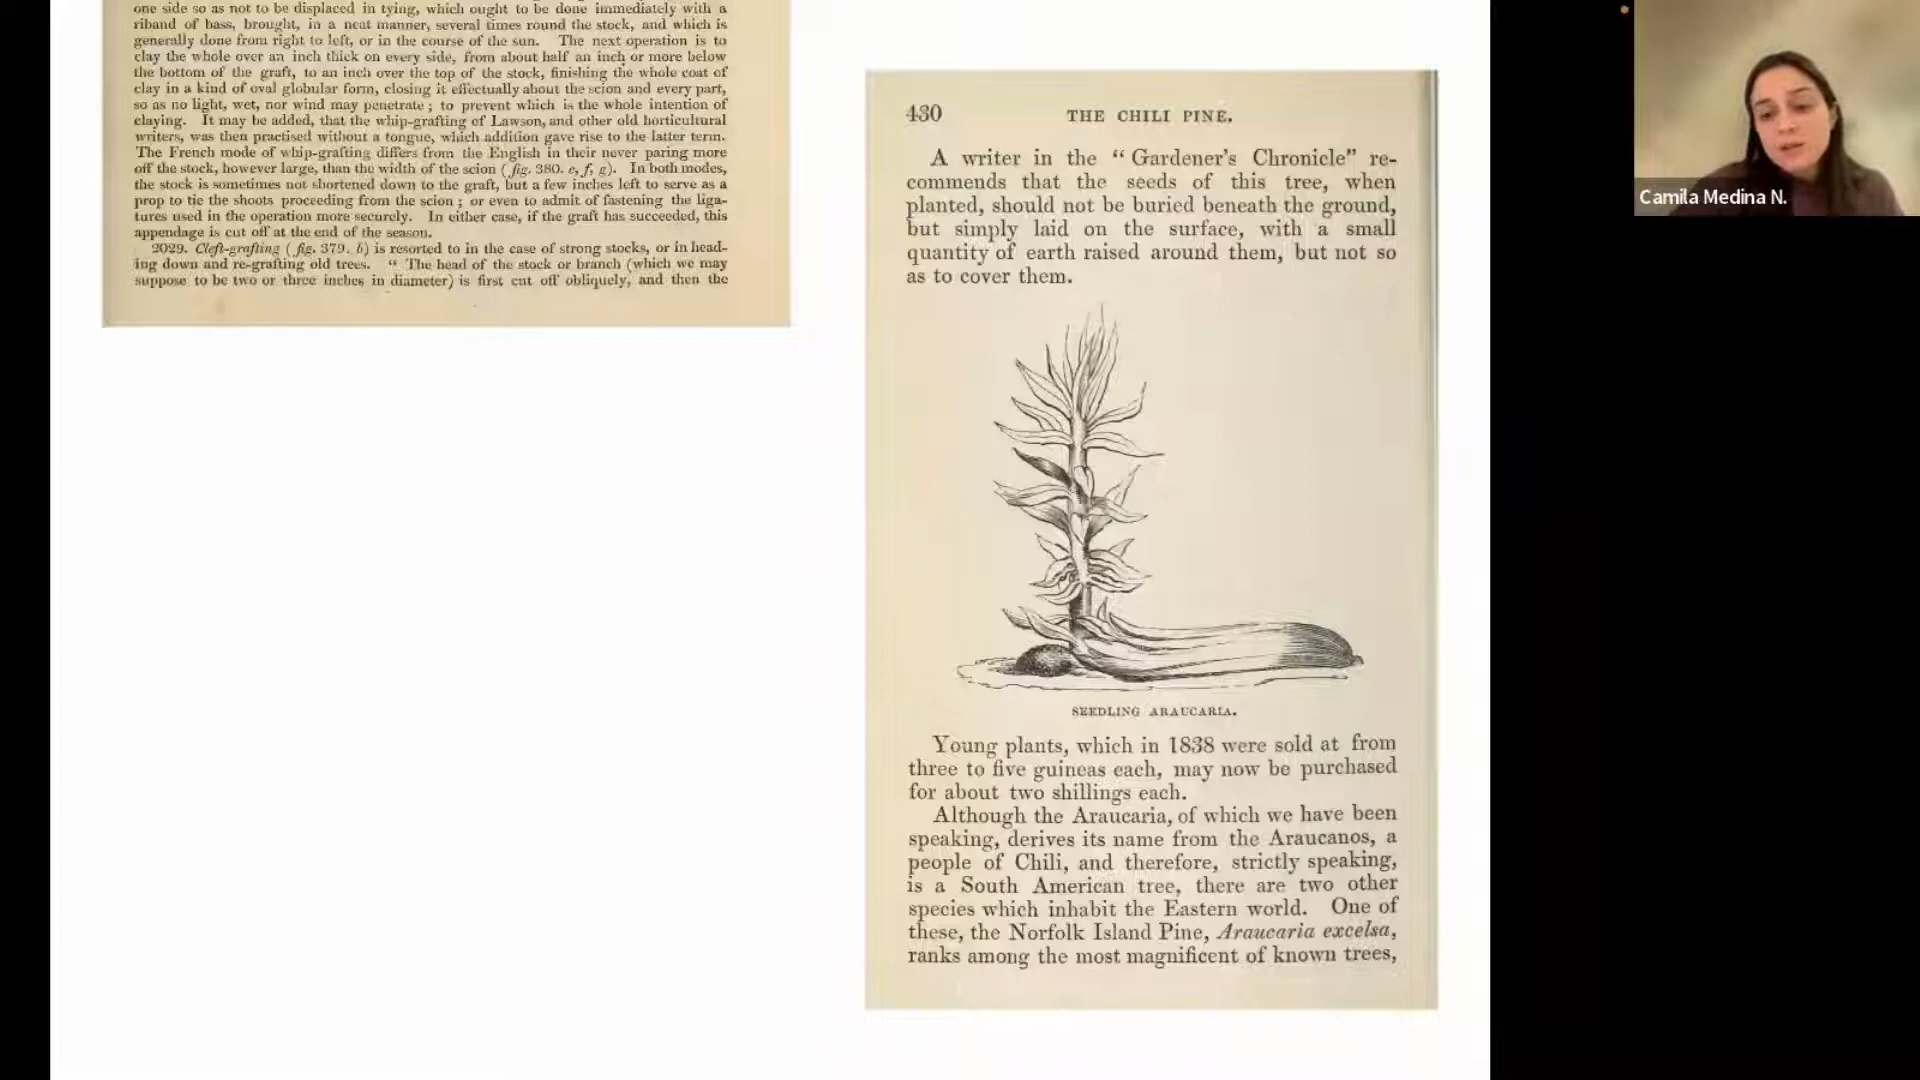 one side so as not to be displaced in tying, which ought to be done immediately with a
riband of bass, brought, in a neat manner, several times round the stock, and which is
generally done from right to left, or in the course of the sun. The next operation is to
clay the whole over an inch thick on every side, from about half an inch or more below
the bottom of the graft, to an inch over the top of the stock, finishing the whole coat of
clay in a kind of oval globular form, closing it effectually about the scion and every part,
so as no light, wet, nor wind may penetrate; to prevent which is the whole intention of
claying. It may be added, that the whip-grafting of Lawson, and other old horticultural
writers, was then practised without a tongue, which addition gave rise to the latter term.
The French mode of whip-grafting differs from the English in their never paring more
off the stock, however large, than the width of the scion (fig. 380. e, f, g). In both modes,
the stock is sometimes not shortened down to the graft, but a few inches left to serve as a
prop to tie the shoots proceeding from the scion; or even to admit of fastening the liga-
tures used in the operation more securely. In either case, if the graft has succeeded, this
appendage is cut off at the end of the season.
2029. Cleft-grafting (fig. 379. b) is resorted to in the case of strong stocks, or in head-
ing down and re-grafting old trees. “ The head of the stock or branch (which we may
suppose to be two or three inches in diameter) is first cut off obliquely, and then the
430 THE CHILI PINE.
A writer in the “ Gardener's Chronicle” re-
commends that the seeds of this tree, when
planted, should not be buried beneath the ground,
but simply laid on the surface, with a small
quantity of earth raised around them, but not so
as to cover them.
SEEDLING ARAUCARIA.
Young plants, which in 1838 were sold at from
three to five guineas each, may now be purchased
for about two shillings each.
Although the Araucaria, of which we have been
speaking, derives its name from the Araucanos, a
people of Chili, and therefore, strictly speaking,
is a South American tree, there are two other
species which inhabit the Eastern world. One of
these, the Norfolk Island Pine, Araucaria excelsa,
ranks among the most magnificent of known trees,
Camila Medina N.